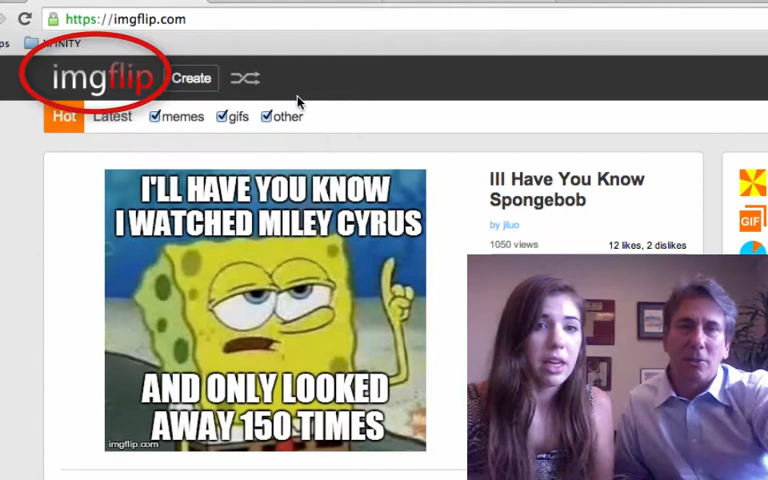 https://imgflip.com
XFINITY
imgflip
Create
Hot Latest memes gifs other
I'LL HAVE YOU KNOW
I WATCHED MILEY CYRUS
AND ONLY LOOKED
AWAY 150 TIMES
imgflip.com
III Have You Know
Spongebob
by jiluo
1050 views 12 likes, 2 dislikes
GIF